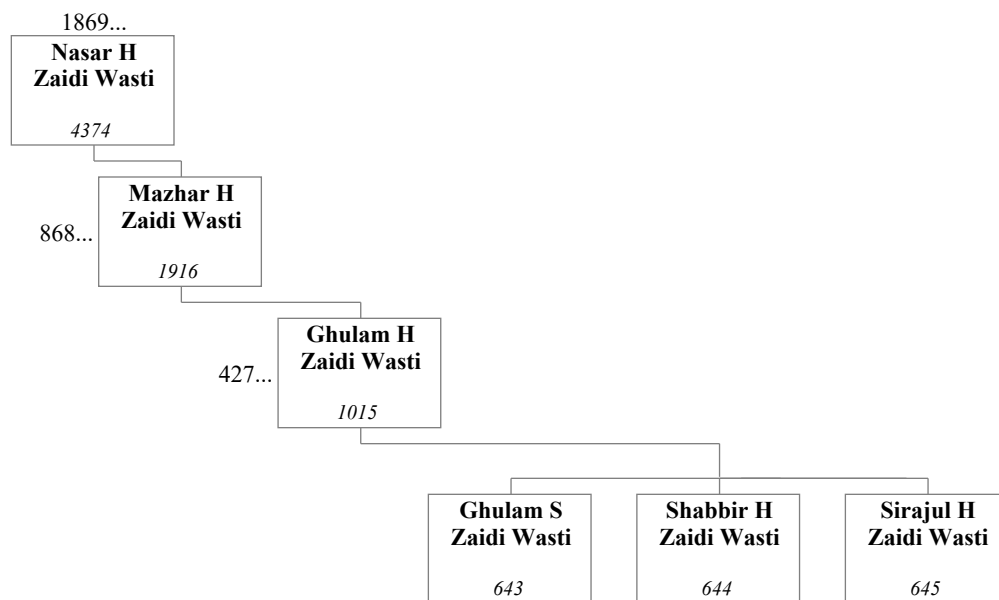 1869...
Nasar H
Zaidi Wasti
4374
Mazhar H
Zaidi Wasti
868...
1916
Ghulam H
Zaidi Wasti
427...
1015
Ghulam S
Zaidi Wasti
643
Shabbir H
Zaidi Wasti
644
Sirajul H
Zaidi Wasti
645